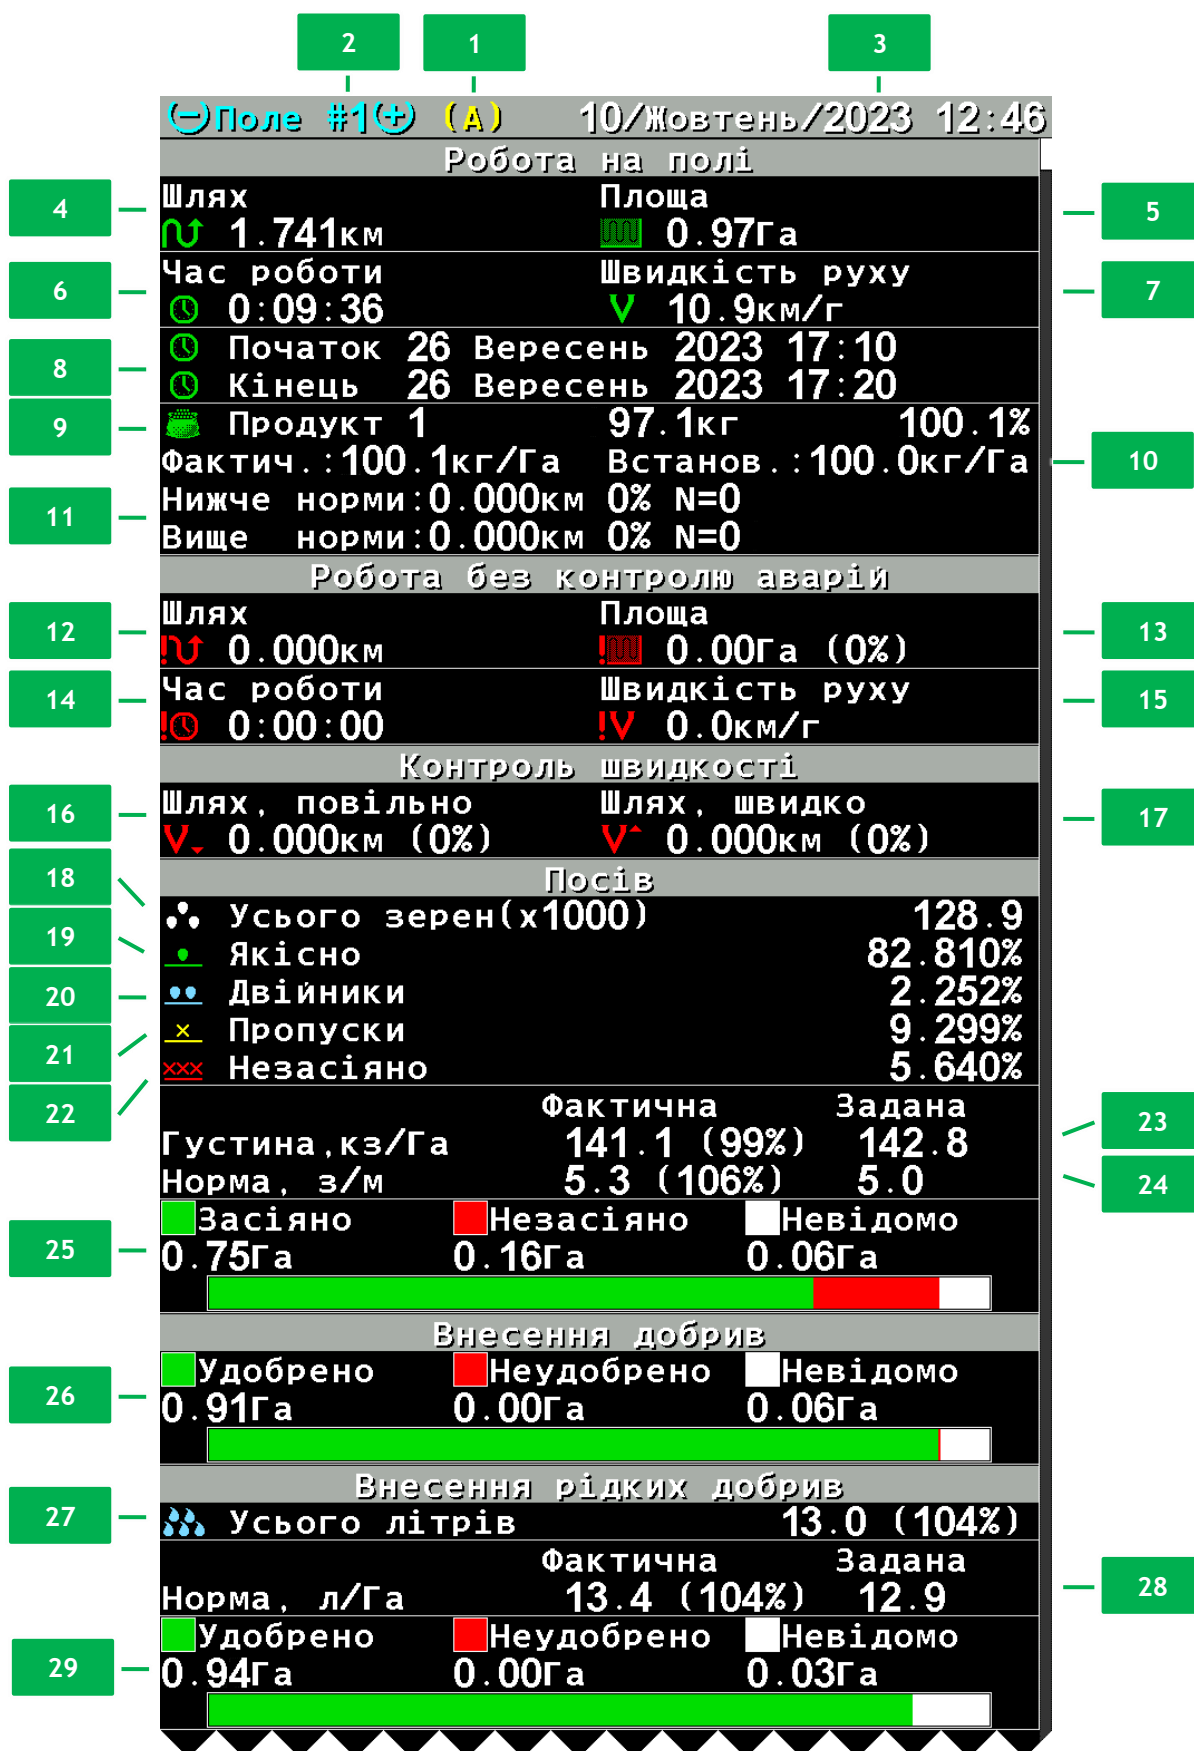 2 1 3
(-)Поле #1(+) (A) 10/Жовтень/2023 12:46
Робота на полі
4 Шлях Площа 5
1.741км 0.97Га
6 Час роботи Швидкість руху 7
0:09:36 10.9км/г
8 Початок 26 Вересень 2023 17:10
Кінець 26 Вересень 2023 17:20
9 Продукт 1 97.1кг 100.1%
Фактич.:100.1кг/Га Встанов.:100.0кг/Га 10
11 Нижче норми:0.000км 0% N=0
Вище норми:0.000км 0% N=0
Робота без контролю аварій
12 Шлях Площа 13
!0.000км !0.00Га (0%)
14 Час роботи Швидкість руху 15
!0:00:00 !V 0.0км/г
Контроль швидкості
16 Шлях, повільно Шлях, швидко 17
0.000км (0%) 0.000км (0%)
18 Посів
Усього зерен(х1000) 128.9
19 Якісно 82.810%
20 Двійники 2.252%
21 Пропуски 9.299%
22 Незасіяно 5.640%
Фактична Задана 23
Густина,кз/Га 141.1 (99%) 142.8
Норма, з/м 5.3 (106%) 5.0 24
25 Засіяно Незасіяно Невідомо
0.75Га 0.16Га 0.06Га
Внесення добрив
26 Удобрено Неудобрено Невідомо
0.91Га 0.00Га 0.06Га
Внесення рідких добрив
27 Усього літрів 13.0 (104%)
Фактична Задана 28
Норма, л/Га 13.4 (104%) 12.9
29 Удобрено Неудобрено Невідомо
0.94Га 0.00Га 0.03Га